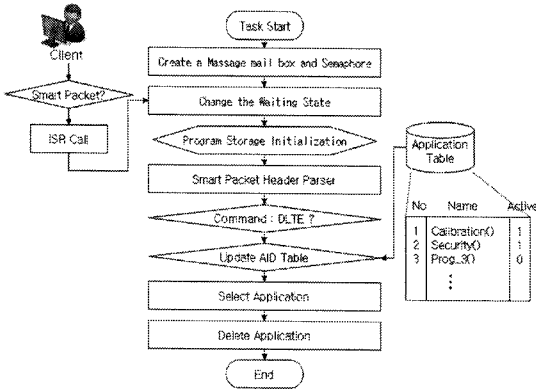 Client
Smart Packet?
ISR Call
Task Start
Create a Massage mail box and Semaphore
Change the Waiting State
Program Storage Initialization
Smart Packet Header Parser
Command : DLTE ?
Update AID Table
Select Application
Delete Application
End
Application
Table
No Name Active
1 Calibration() 1
2 Security() 1
3 Prog_3() 0